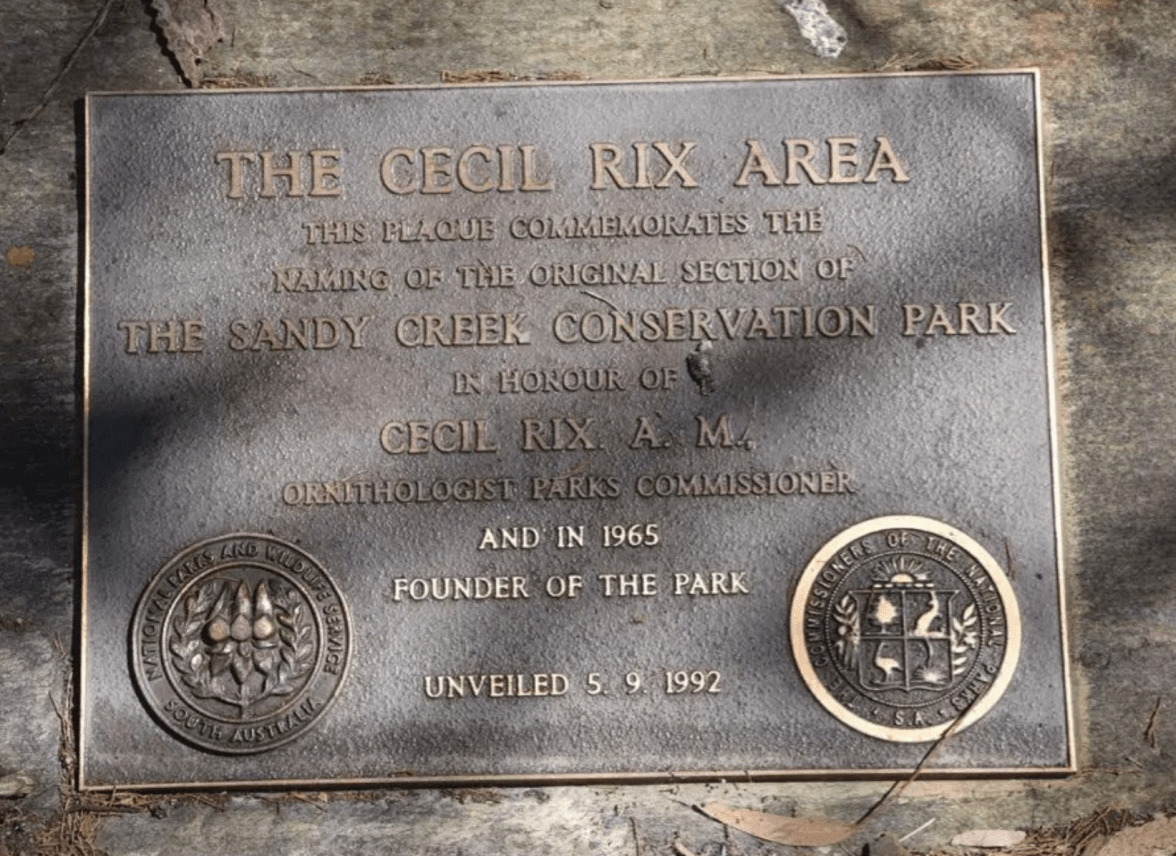 THE CECIL RIX AREA
THIS PLAQUE COMMEMORATES THE
NAMING OF THE ORIGINAL SECTION OF
THE SANDY CREEK CONSERVATION PARK
IN HONOUR OF
CECIL RIX A. M.,
ORNITHOLOGIST PARKS COMMISSIONER
AND IN 1965
FOUNDER OF THE PARK
UNVEILED 5. 9. 1992
NATIONAL PARKS AND WILDLIFE SERVICE
SOUTH AUSTRALIA
THE COMMISSIONERS OF THE NATIONAL PARKS
S.A.